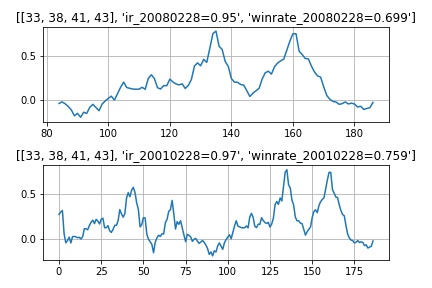 [[33, 38, 41, 43], 'ir_20080228=0.95', 'winrate_20080228=0.699']
0.5
0.0
80 100 120 140 160 180
[[33, 38, 41, 43], 'ir_20010228=0.97', 'winrate_20010228=0.759']
0.5
0.0
0 25 50 75 100 125 150 175